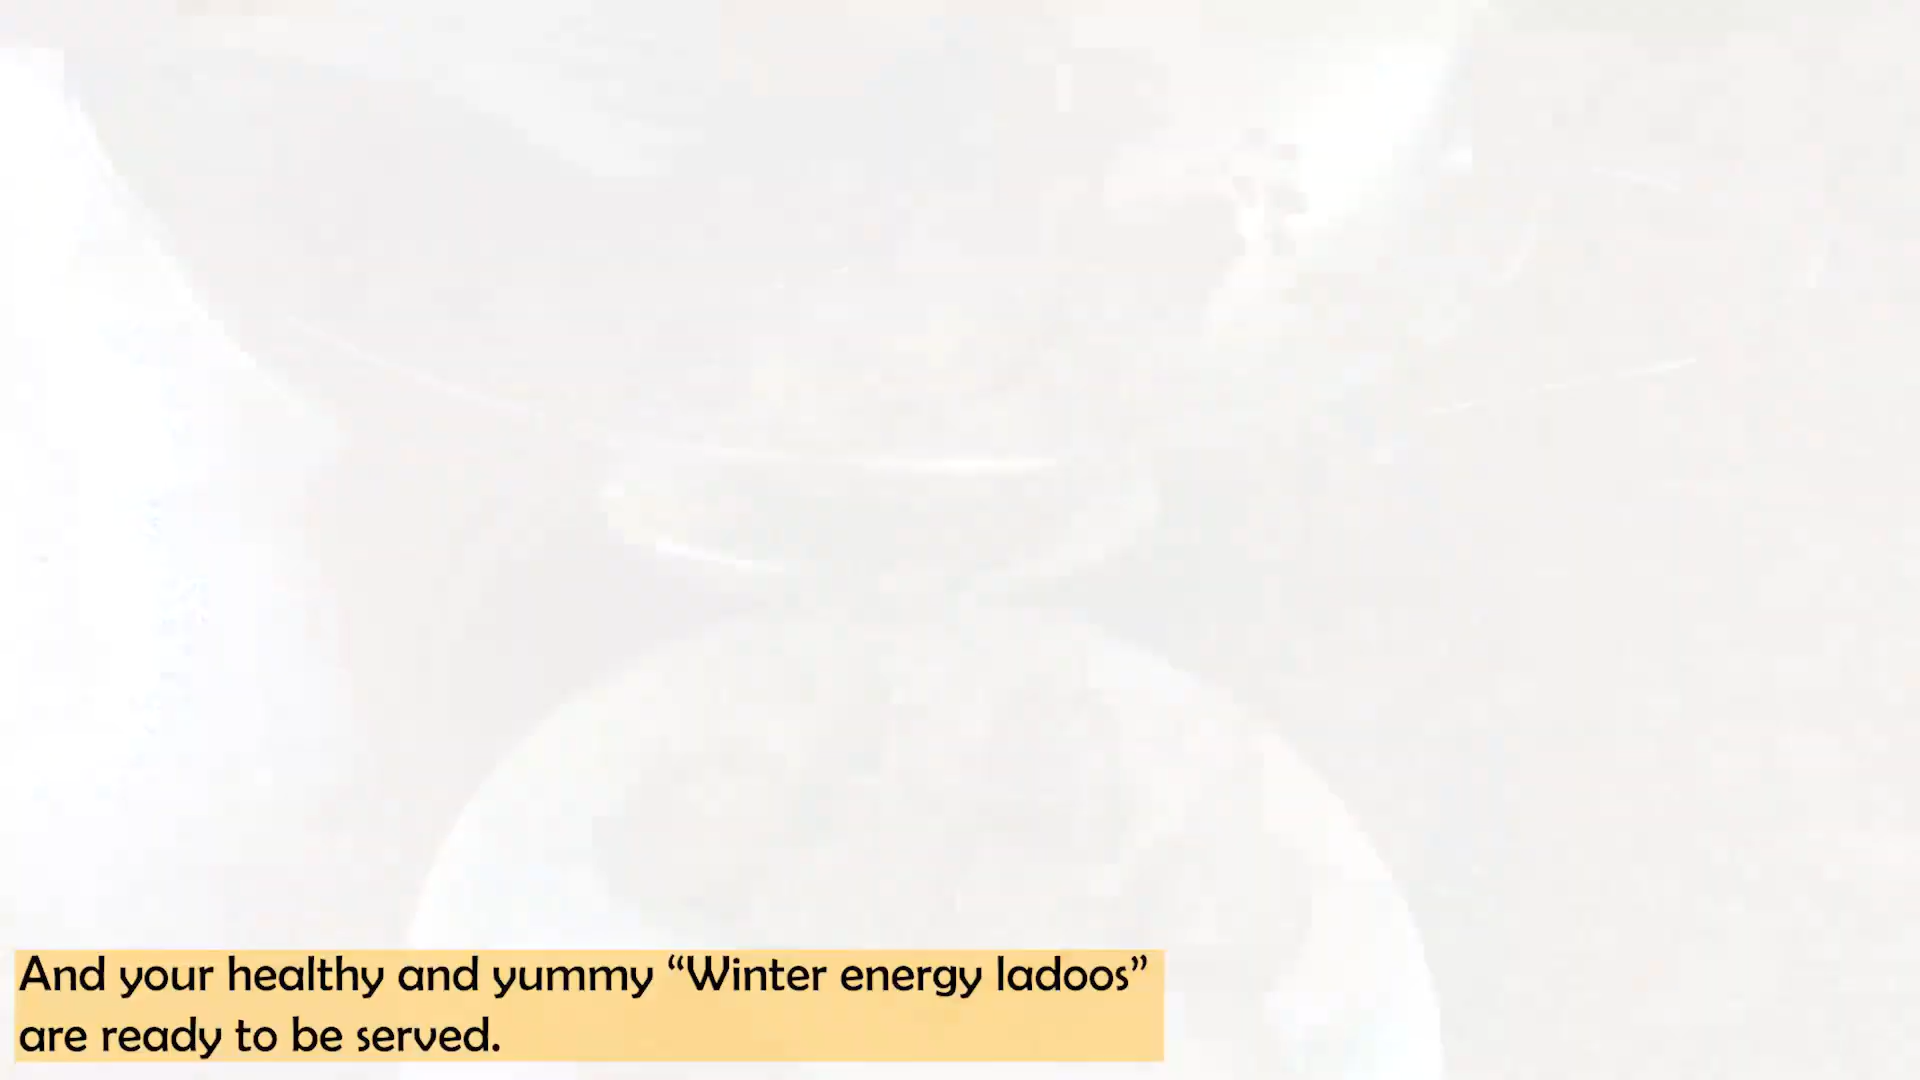 And your healthy and yummy “Winter energy ladoos”
are ready to be served.